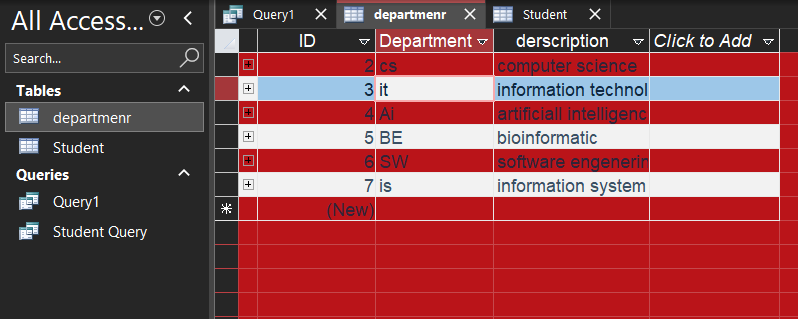 All Access...
Search...
Tables
departmenr
Student
Queries
Query1
Student Query
Query1 departmenr Student
ID Department derscription Click to Add
2 cs computer science
3 it information technol
4 Ai artificiall intelligenc
5 BE bioinformatic
6 SW software engenerin
7 is information system
(New)